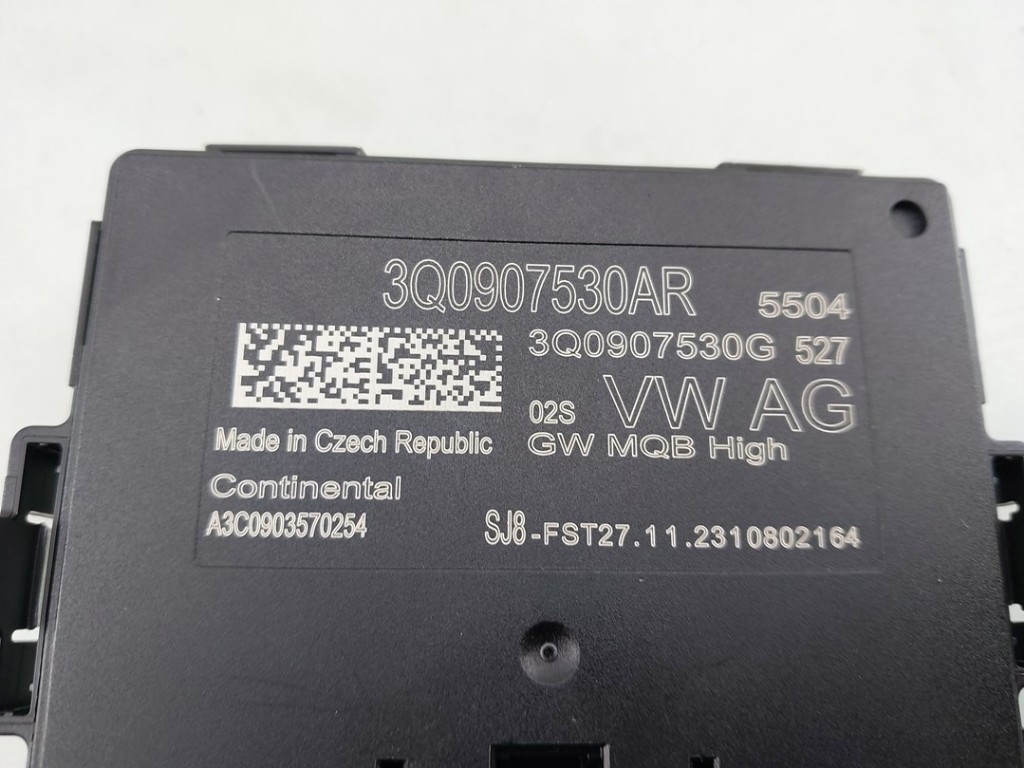 3Q0907530AR 5504
3Q0907530G 527
02S VW AG
Made in Czech Republic GW MQB High
Continental
A3C0903570254 SJ8-FST27.11.2310802164